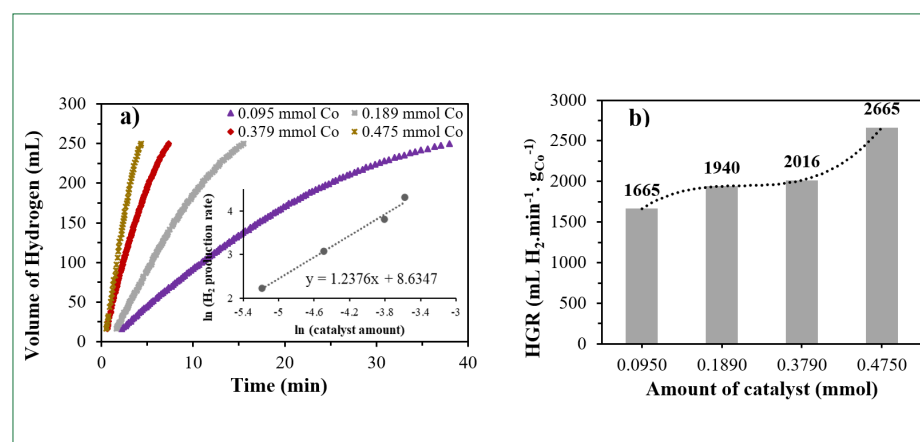 a)
0.095 mmol Co
0.189 mmol Co
0.379 mmol Co
0.475 mmol Co
Volume of Hydrogen (mL)
300
250
200
150
100
50
0
0
10
20
30
40
Time (min)
ln (H2 production rate)
4
3
2
y = 1.2376x + 8.6347
-5.4
-5
-4.6
-4.2
-3.8
-3.4
-3
ln (catalyst amount)
b)
HGR (mL H2.min⁻¹. gCo⁻¹)
3000
2500
2000
1500
1000
500
0
1665
1940
2016
2665
0.0950
0.1890
0.3790
0.4750
Amount of catalyst (mmol)